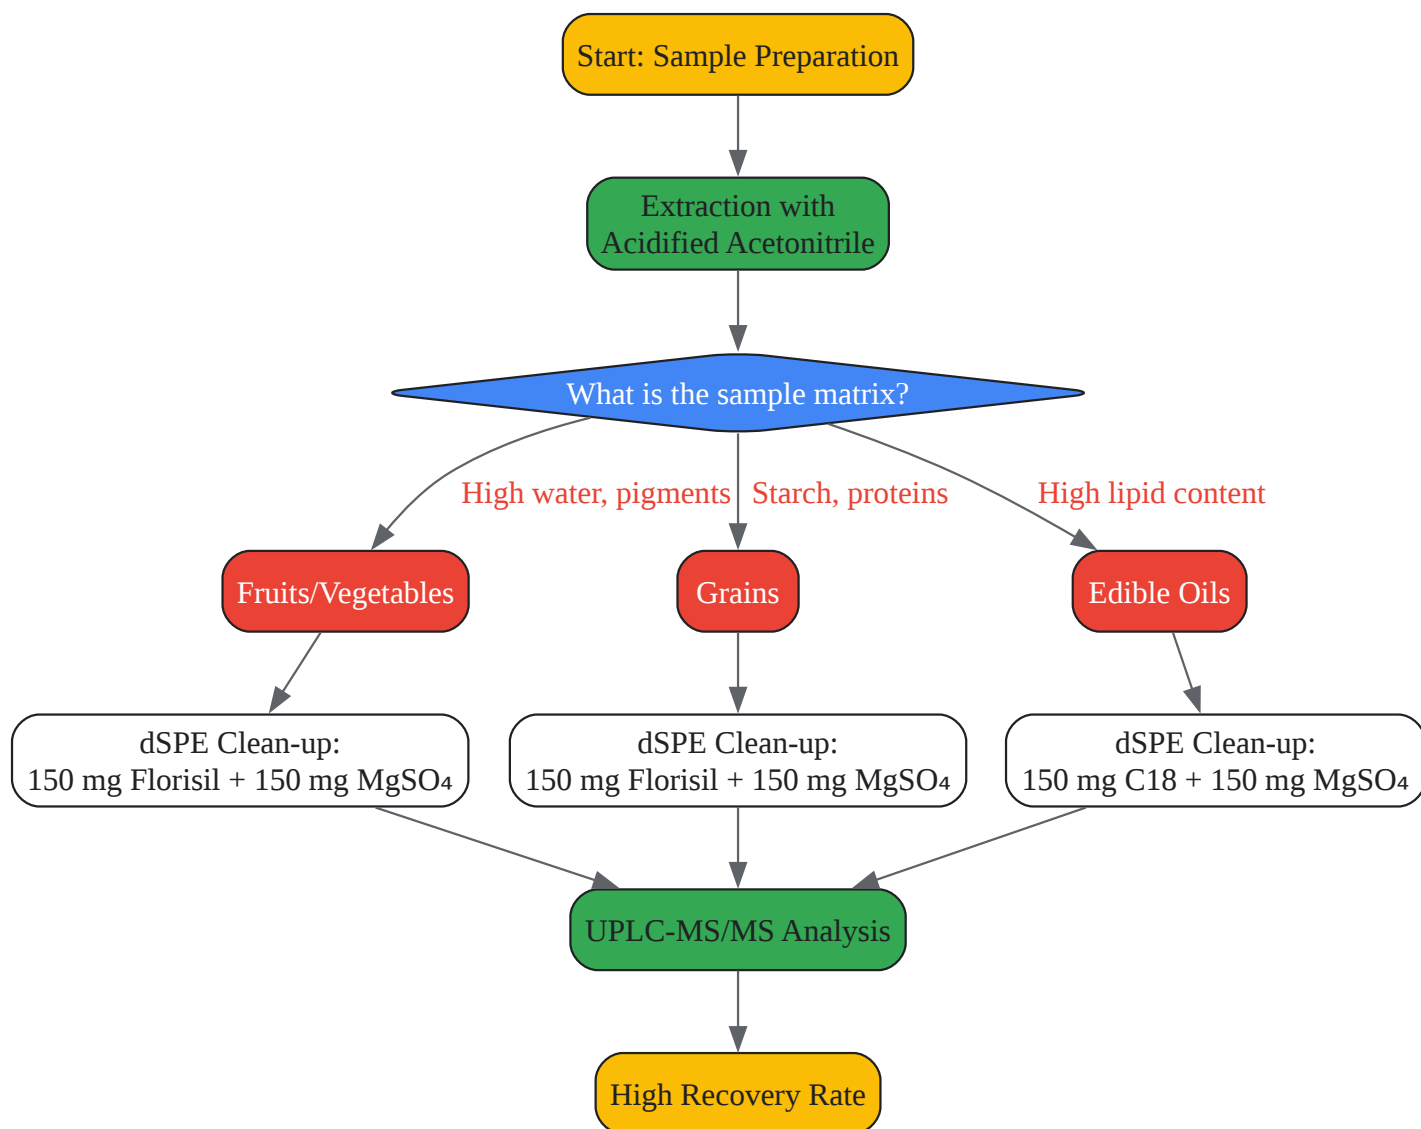 Start: Sample Preparation
Extraction with
Acidified Acetonitrile
What is the sample matrix?
High water, pigments
Starch, proteins
High lipid content
Fruits/Vegetables
Grains
Edible Oils
dSPE Clean-up:
150 mg Florisil + 150 mg MgSO₄
dSPE Clean-up:
150 mg Florisil + 150 mg MgSO₄
dSPE Clean-up:
150 mg C18 + 150 mg MgSO₄
UPLC-MS/MS Analysis
High Recovery Rate